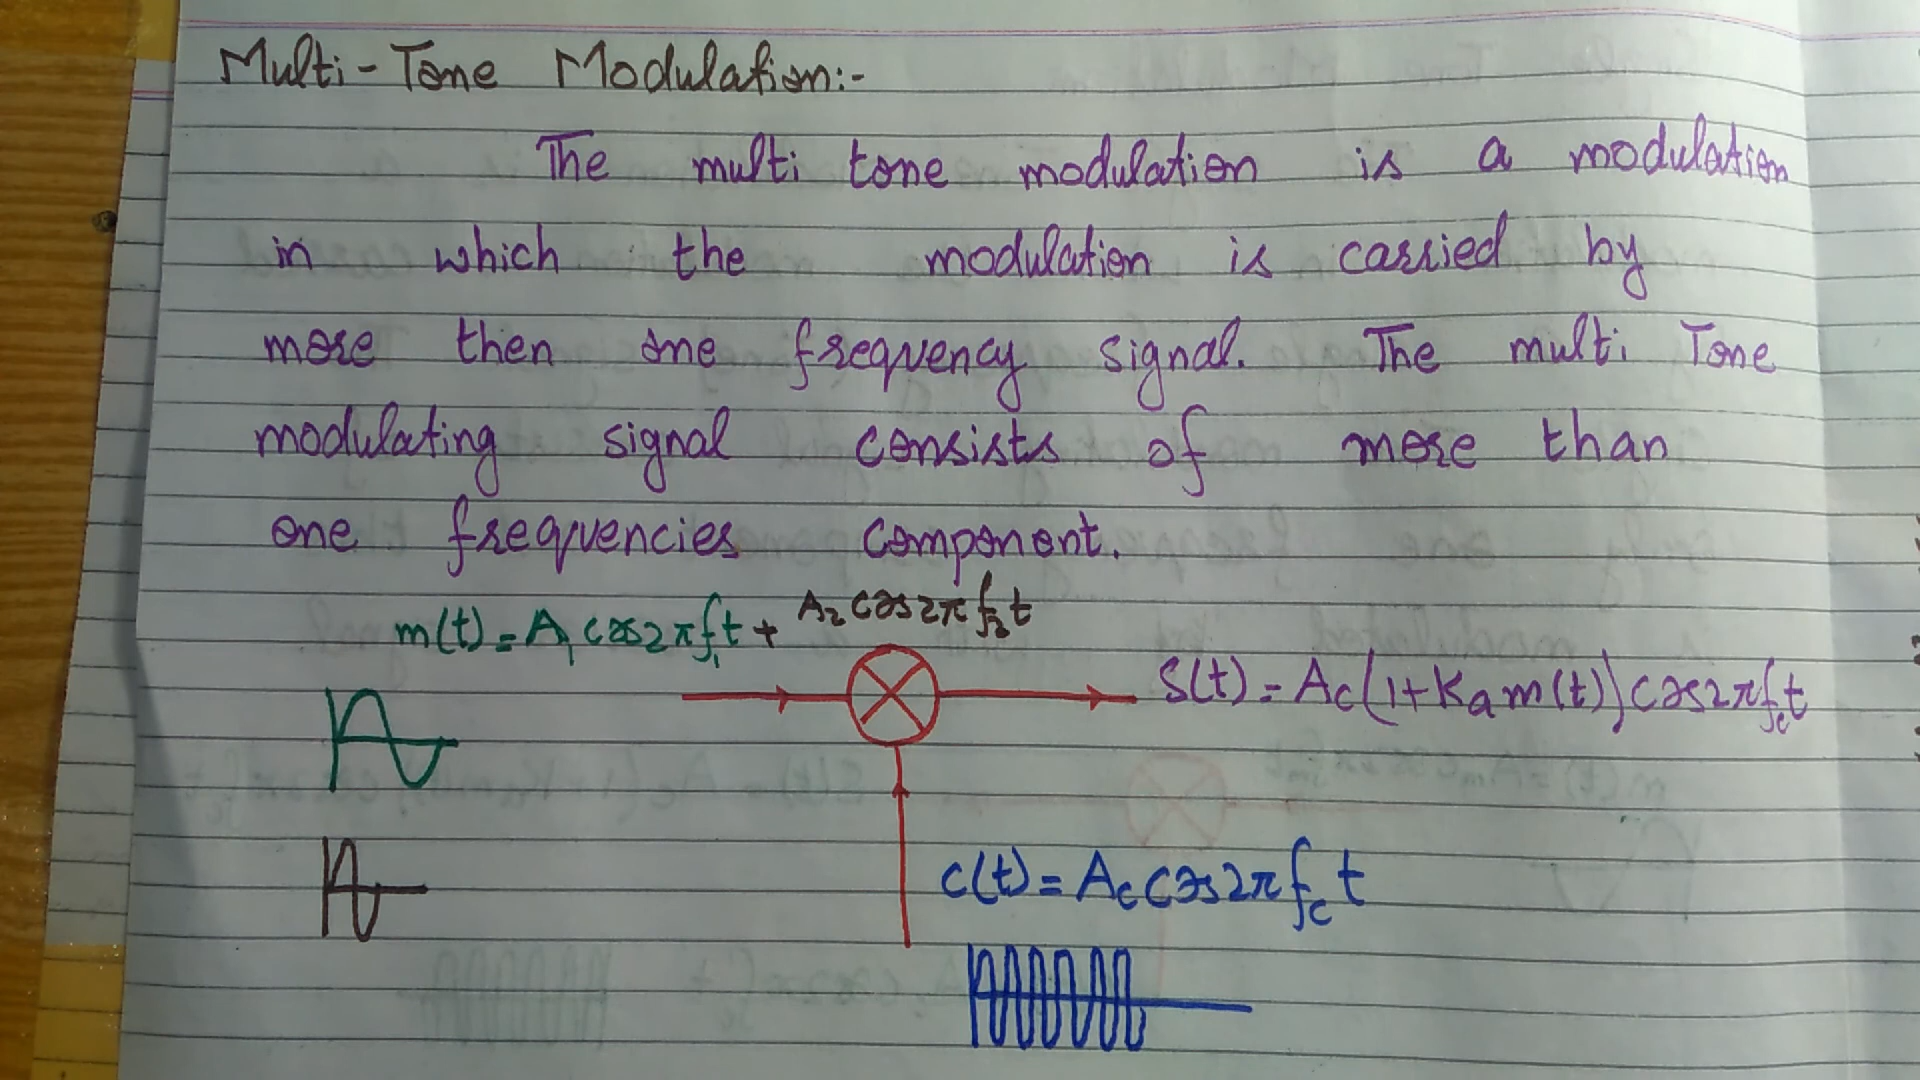 Multi-Tone Modulation:-
The multi tone modulation is a modulation
in which the modulation is carried by
more then one frequency signal. The multi Tone
modulating signal consists of more than
one frequencies component.
m(t) = A₁ cos2πf₁t + A₂ cos2πf₂t
S(t) = Ac(1+Kam(t)) cos2πfct
c(t) = Ac cos2πfct